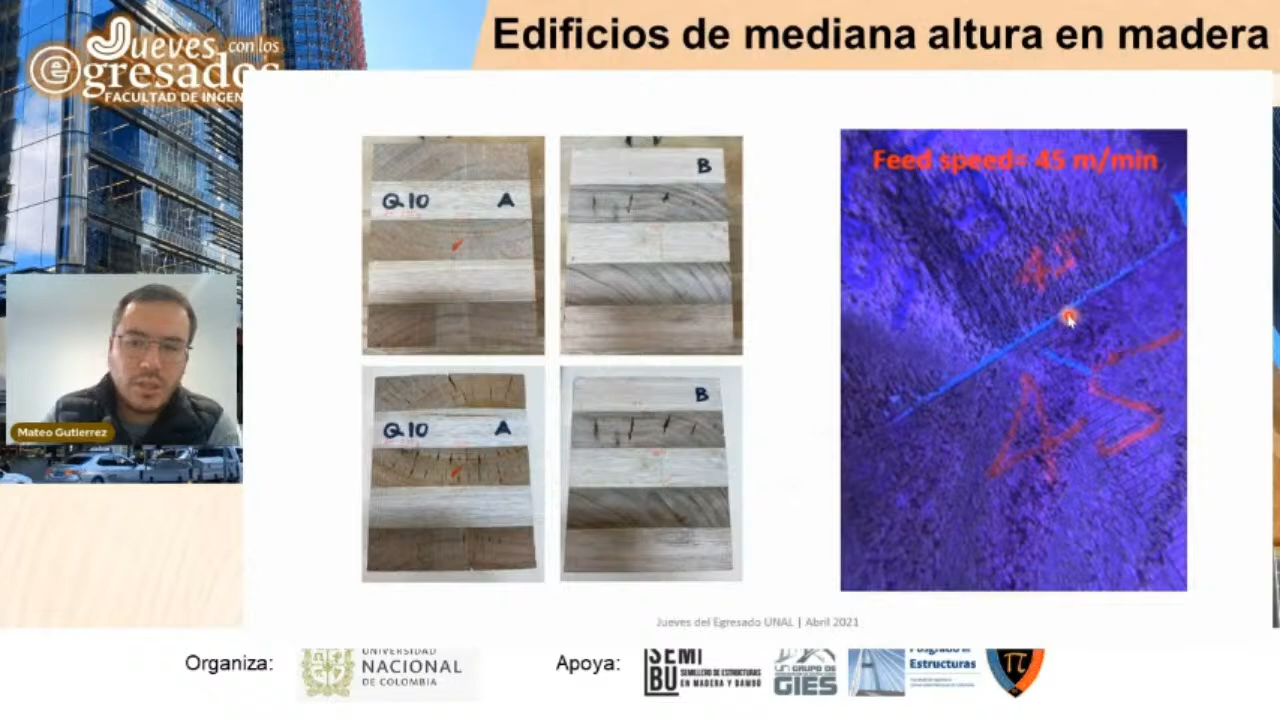 Jueves con los
egresados
FACULTAD DE INGEN
Edificios de mediana altura en madera
Q10 A
B
Feed speed= 45 m/min
45
45
Q10 A
B
Mateo Gutierrez
Jueves del Egresado UNAL | Abril 2021
Organiza:
UNIVERSIDAD
NACIONAL
DE COLOMBIA
Apoya:
SEMI
BU
SEMILLERO DE ESTRUCTURAS
EN MADERA Y BAMBÚ
UN GRUPO DE
GIES
Posgrado de
Estructuras
π